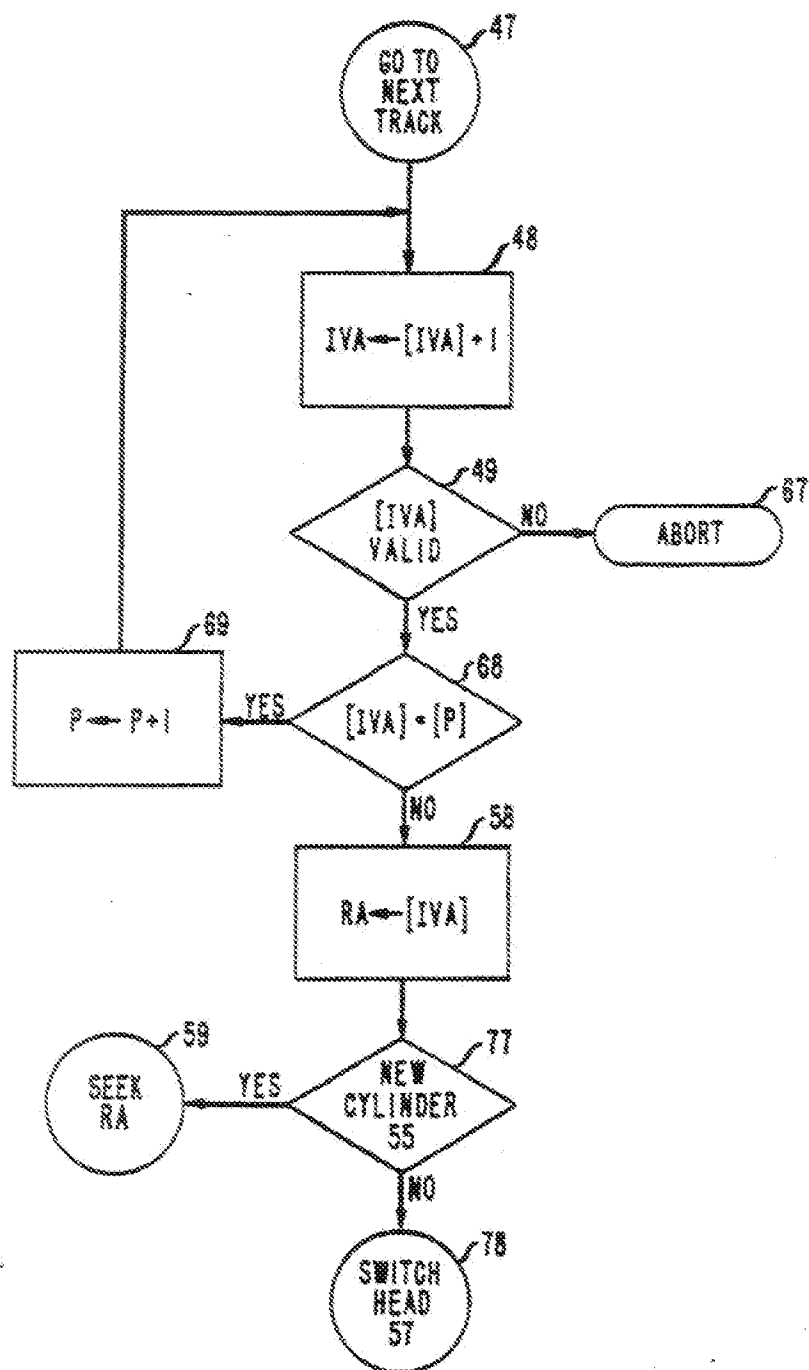 47
GO TO
NEXT
TRACK
48
IVA←[IVA]+1
49
[IVA]
VALID
NO
67
ABORT
YES
69
P← P+1
YES
68
[IVA] = [P]
NO
58
RA←[IVA]
59
SEEK
RA
YES
77
NEW
CYLINDER
55
NO
78
SWITCH
HEAD
57